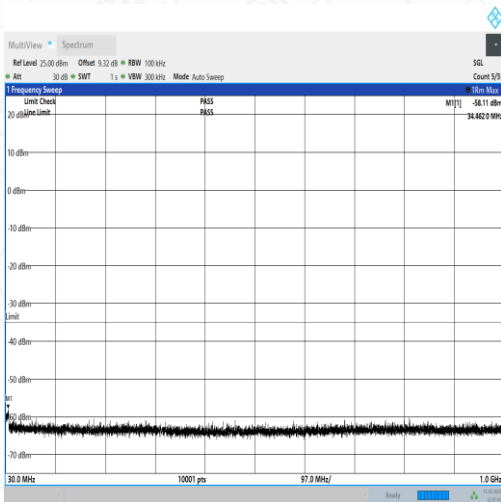 MultiView Spectrum
Ref Level 25.00 dBm Offset 9.32 dB RBW 100 kHz SGL
Att 30 dB SWT 1 s VBW 300 kHz Mode Auto Sweep Count 5/5
1 Frequency Sweep 1Rm Max
Limit Check PASS M1[1] -58.11 dBm
Line Limit PASS 34.4620 MHz
20 dBm
10 dBm
0 dBm
-10 dBm
-20 dBm
-30 dBm
Limit
-40 dBm
-50 dBm
M1
-60 dBm
-70 dBm
30.0 MHz 10001 pts 97.0 MHz/ 1.0 GHz
Ready